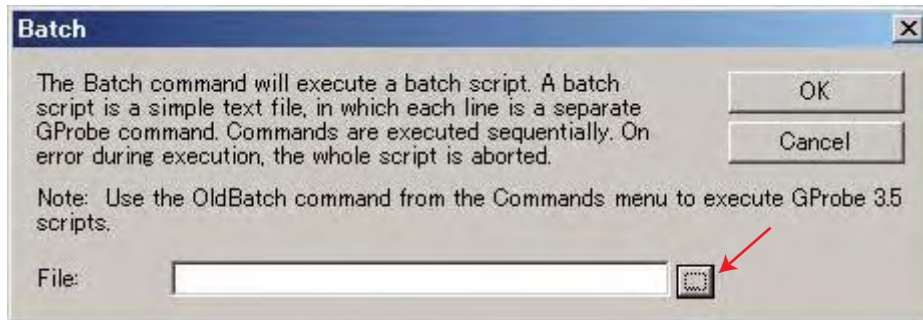 Batch
The Batch command will execute a batch
script is a simple text file, in which each line is a separate
GProbe command. Commands are executed sequentially. On
error during execution, the whole script is aborted.
OK
Cancel
Note: Use the OldBatch command from the Commands menu to execute GProbe 3.5
scripts.
File:
...